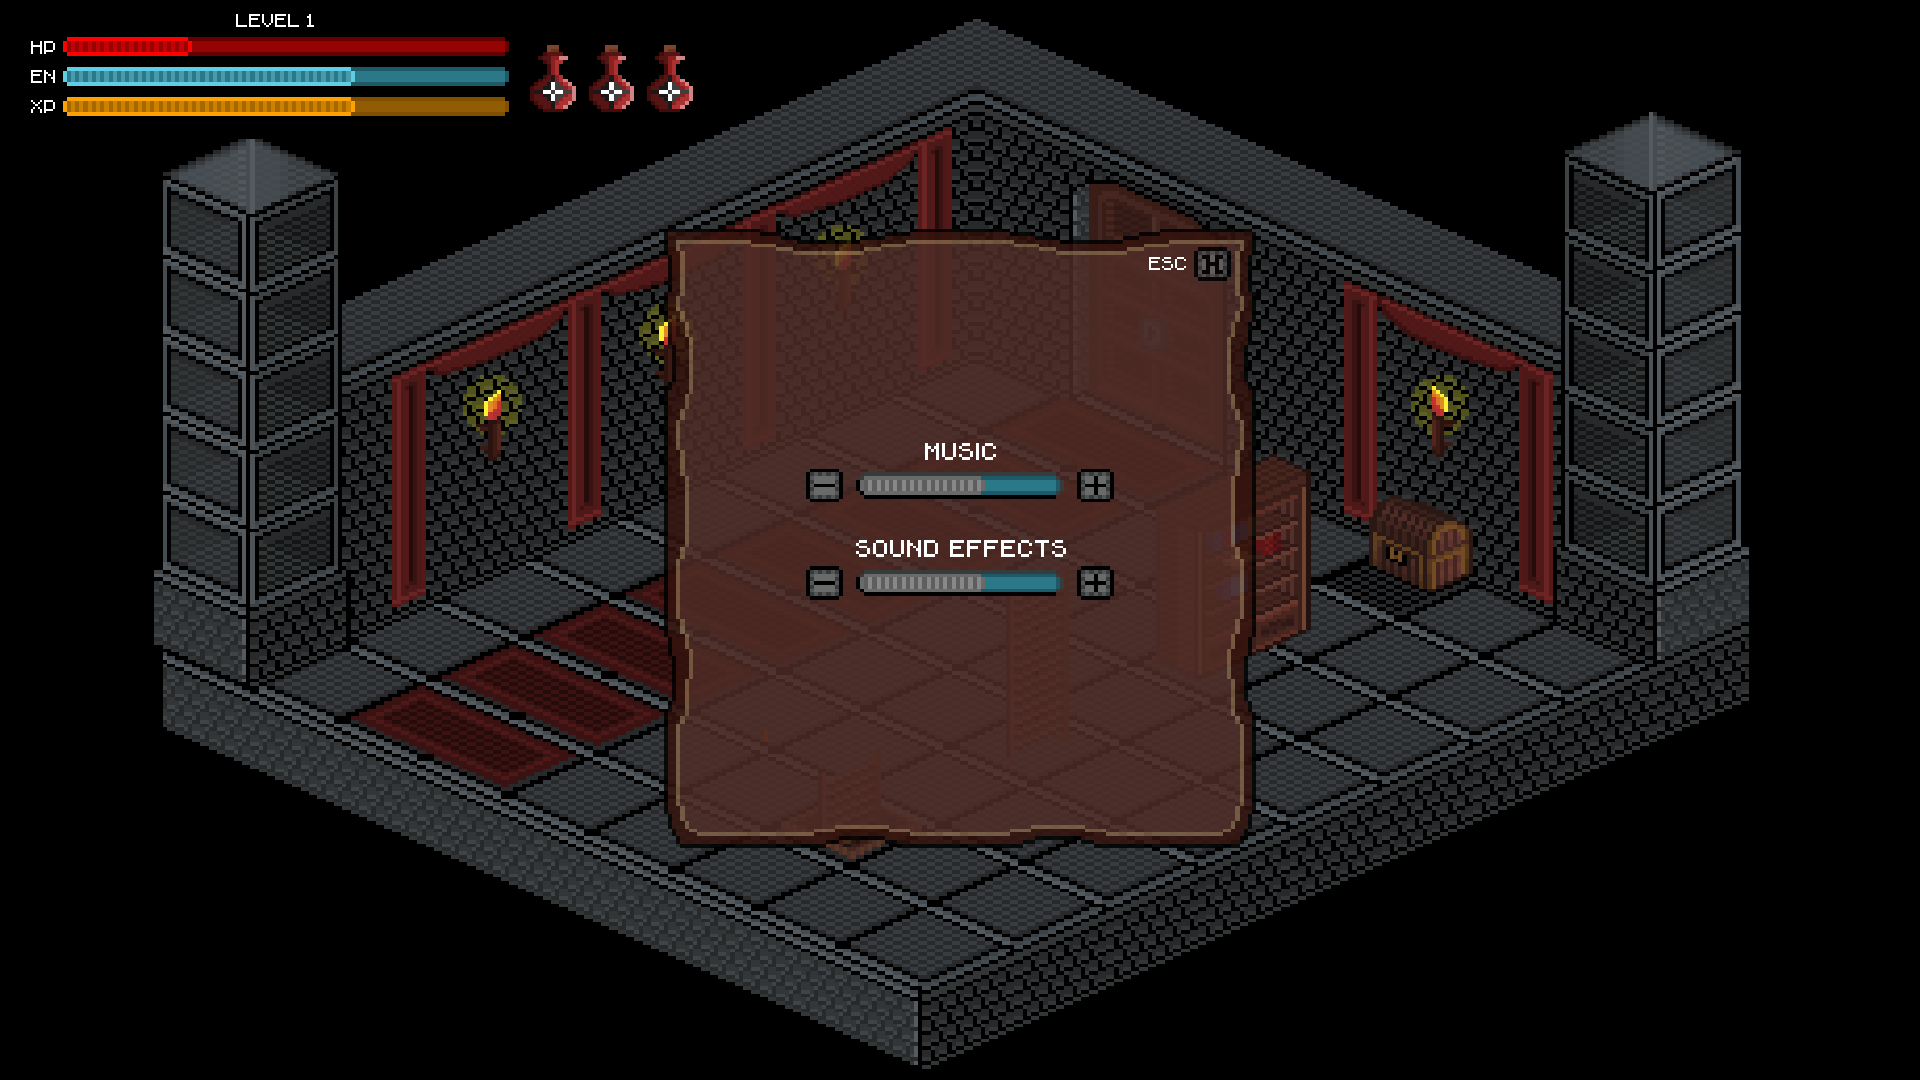 LEVEL 1
HP
EN
XP
ESC
MUSIC
SOUND EFFECTS